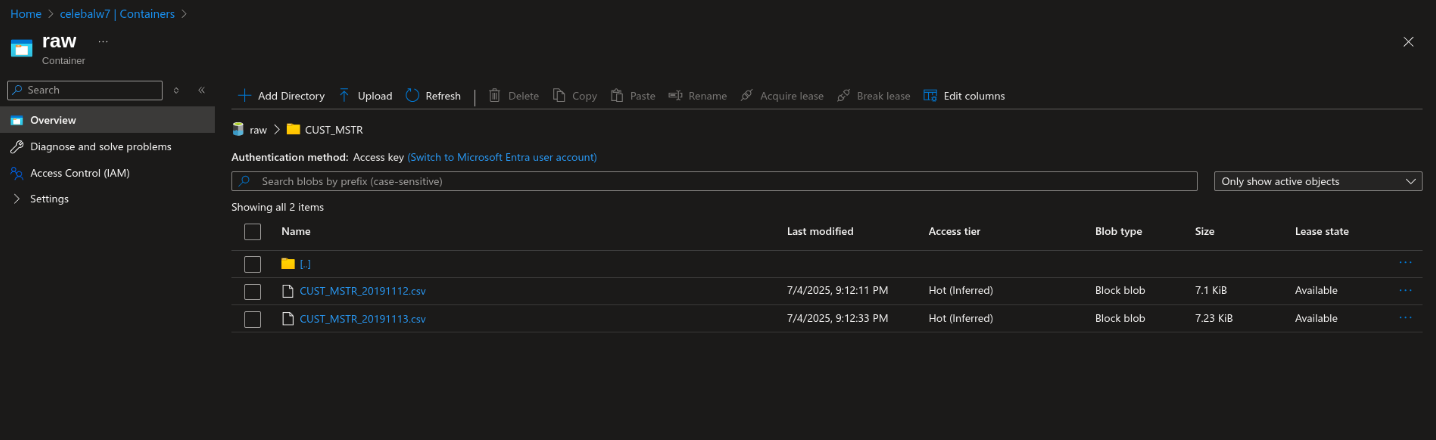 Home > celebalw7 | Containers >
raw ...
Container
Search
Overview
Diagnose and solve problems
Access Control (IAM)
Settings
Add Directory Upload Refresh | Delete Copy Paste Rename Acquire lease Break lease Edit columns
raw > CUST_MSTR
Authentication method: Access key (Switch to Microsoft Entra user account)
Search blobs by prefix (case-sensitive) Only show active objects
Showing all 2 items
Name Last modified Access tier Blob type Size Lease state
[..] ...
CUST_MSTR_20191112.csv 7/4/2025, 9:12:11 PM Hot (Inferred) Block blob 7.1 KiB Available ...
CUST_MSTR_20191113.csv 7/4/2025, 9:12:33 PM Hot (Inferred) Block blob 7.23 KiB Available ...